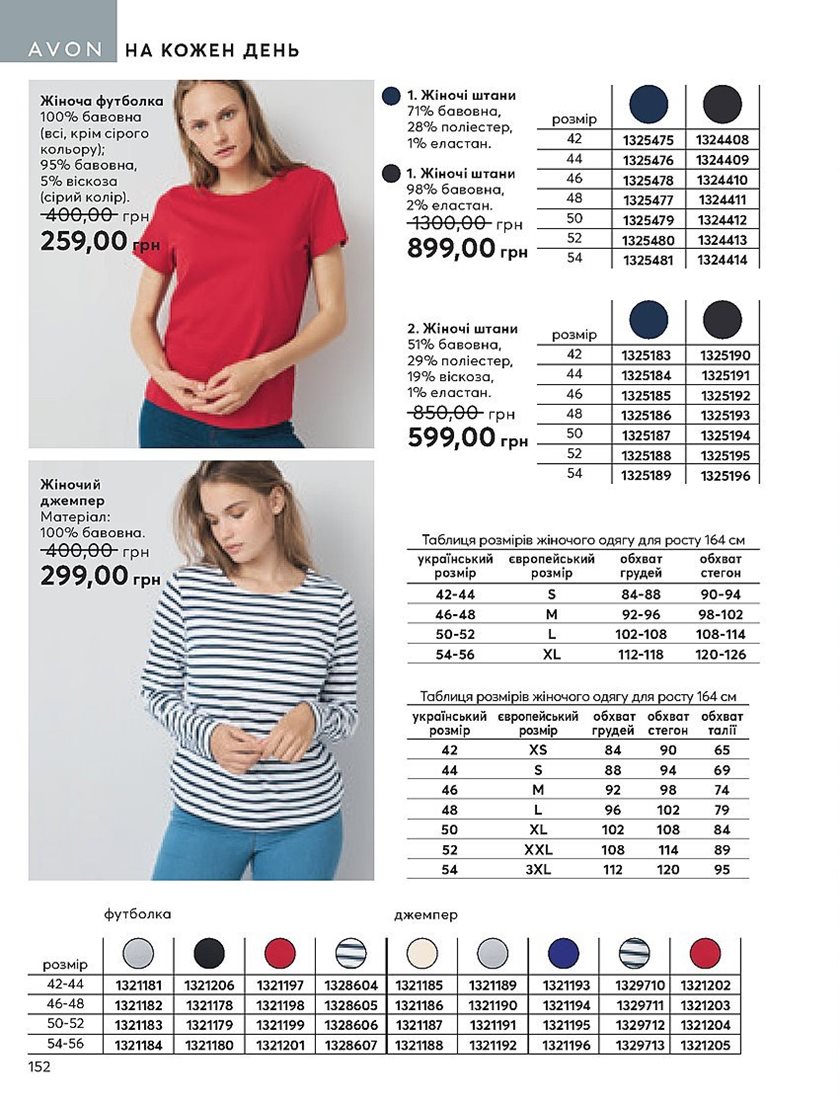 AVON НА КОЖЕН ДЕНЬ
Жіноча футболка
100% бавовна
(всі, крім сірого
кольору);
95% бавовна,
5% віскоза
(сірий колір).
400,00 грн
259,00 грн
1. Жіночі штани
71% бавовна,
28% поліестер,
1% еластан.
1. Жіночі штани
98% бавовна,
2% еластан.
1300,00 грн
899,00 грн
розмір
42 1325475 1324408
44 1325476 1324409
46 1325478 1324410
48 1325477 1324411
50 1325479 1324412
52 1325480 1324413
54 1325481 1324414
2. Жіночі штани
51% бавовна,
29% поліестер,
19% віскоза,
1% еластан.
850,00 грн
599,00 грн
розмір
42 1325183 1325190
44 1325184 1325191
46 1325185 1325192
48 1325186 1325193
50 1325187 1325194
52 1325188 1325195
54 1325189 1325196
Жіночий
джемпер
Матеріал:
100% бавовна.
400,00 грн
299,00 грн
Таблиця розмірів жіночого одягу для росту 164 см
український європейський обхват обхват
розмір розмір грудей стегон
42-44 S 84-88 90-94
46-48 M 92-96 98-102
50-52 L 102-108 108-114
54-56 XL 112-118 120-126
Таблиця розмірів жіночого одягу для росту 164 см
український європейський обхват обхват обхват
розмір розмір грудей стегон талії
42 XS 84 90 65
44 S 88 94 69
46 M 92 98 74
48 L 96 102 79
50 XL 102 108 84
52 XXL 108 114 89
54 3XL 112 120 95
футболка джемпер
розмір
42-44 1321181 1321206 1321197 1328604 1321185 1321189 1321193 1329710 1321202
46-48 1321182 1321178 1321198 1328605 1321186 1321190 1321194 1329711 1321203
50-52 1321183 1321179 1321199 1328606 1321187 1321191 1321195 1329712 1321204
54-56 1321184 1321180 1321201 1328607 1321188 1321192 1321196 1329713 1321205
152